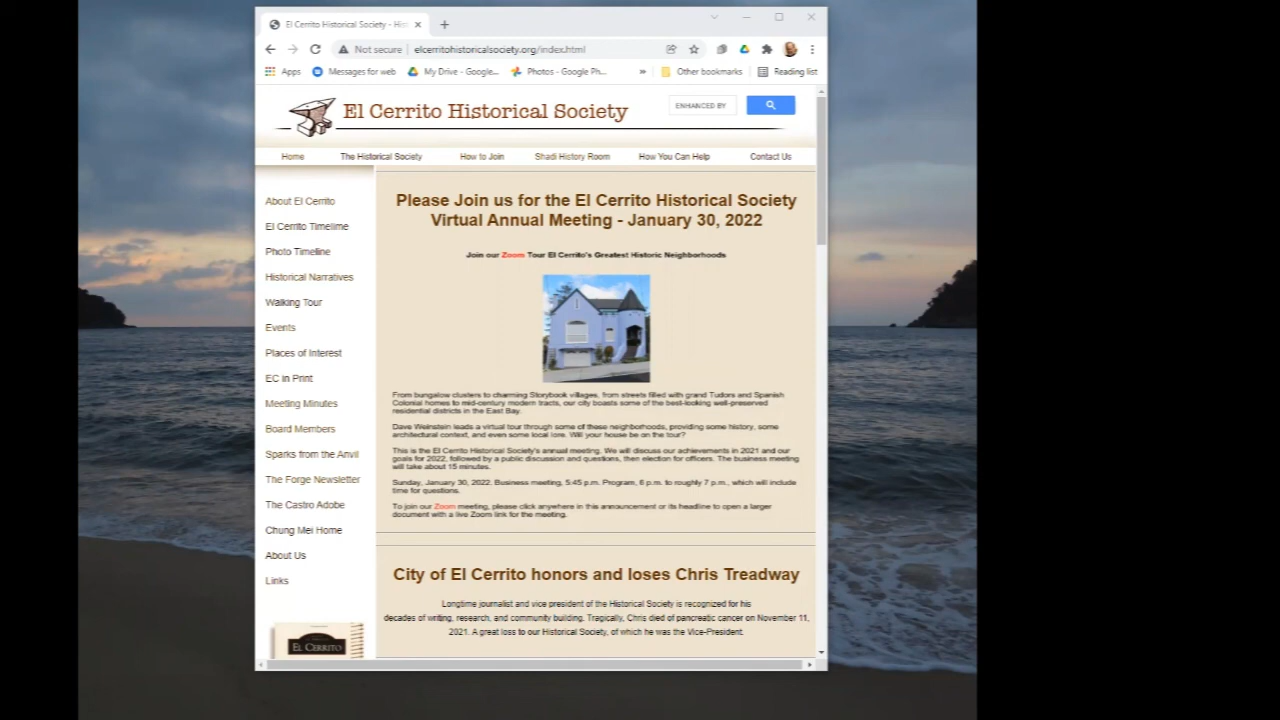 El Cerrito Historical Society - His
Not secure elcerritohistoricalsociety.org/index.html
Apps Messages for web My Drive - Google... Photos - Google Ph... » Other bookmarks Reading list
El Cerrito Historical Society
ENHANCED BY
Home The Historical Society How to Join Shadi History Room How You Can Help Contact Us
About El Cerrito
El Cerrito Timelime
Photo Timeline
Historical Narratives
Walking Tour
Events
Places of Interest
EC in Print
Meeting Minutes
Board Members
Sparks from the Anvil
The Forge Newsletter
The Castro Adobe
Chung Mei Home
About Us
Links
EL CERRITO
Please Join us for the El Cerrito Historical Society
Virtual Annual Meeting - January 30, 2022
Join our Zoom Tour El Cerrito's Greatest Historic Neighborhoods
From bungalow clusters to charming Storybook villages, from streets filled with grand Tudors and Spanish
Colonial homes to mid-century modern tracts, our city boasts some of the best-looking well-preserved
residential districts in the East Bay.
Dave Weinstein leads a virtual tour through some of these neighborhoods, providing some history, some
architectural context, and even some local lore. Will your house be on the tour?
This is the El Cerrito Historical Society's annual meeting. We will discuss our achievements in 2021 and our
goals for 2022, followed by a public discussion and questions, then election for officers. The business meeting
will take about 15 minutes.
Sunday, January 30, 2022. Business meeting, 5:45 p.m. Program, 6 p.m. to roughly 7 p.m., which will include
time for questions.
To join our Zoom meeting, please click anywhere in this announcement or its headline to open a larger
document with a live Zoom link for the meeting.
City of El Cerrito honors and loses Chris Treadway
Longtime journalist and vice president of the Historical Society is recognized for his
decades of writing, research, and community building. Tragically, Chris died of pancreatic cancer on November 11,
2021. A great loss to our Historical Society, of which he was the Vice-President.